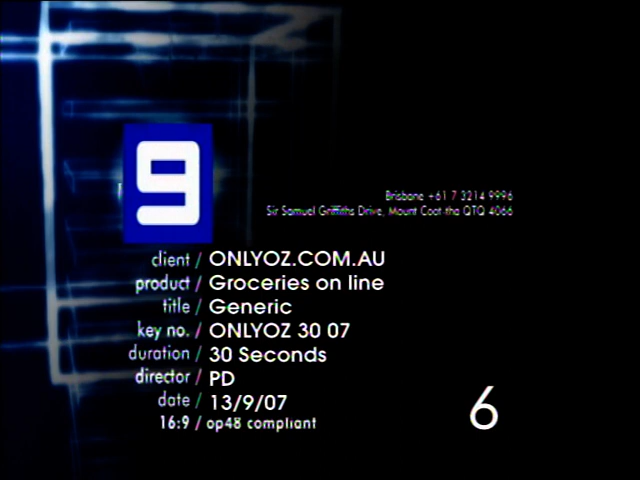 9
Brisbane +61 7 3214 9996
Sir Samuel Griffiths Drive, Mount Coot-tha QTQ 4066
client / ONLYOZ.COM.AU
product / Groceries on line
title / Generic
key no. / ONLYOZ 30 07
duration / 30 Seconds
director / PD
date / 13/9/07
16:9 / op48 compliant
6